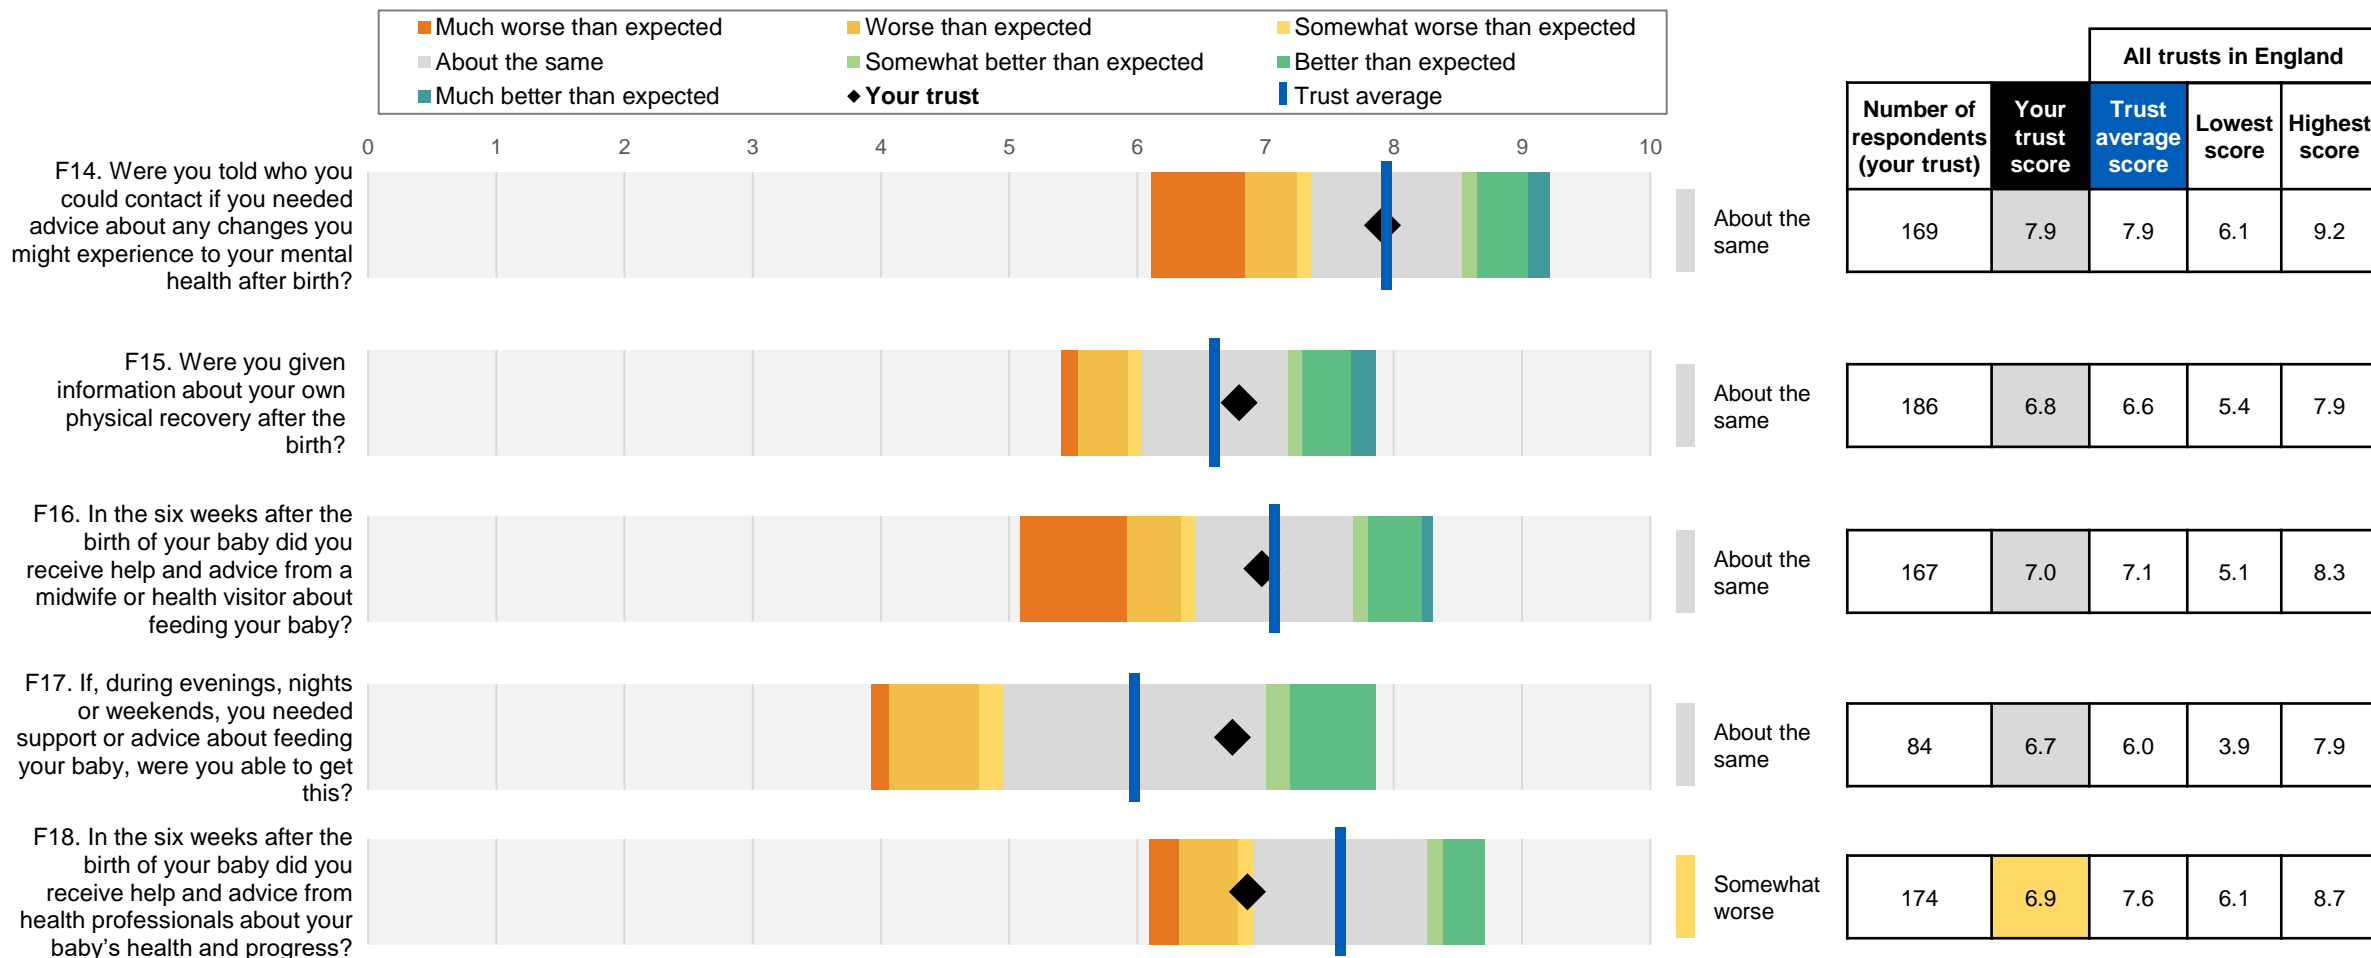 Much worse than expected
Worse than expected
Somewhat worse than expected
About the same
Somewhat better than expected
Better than expected
Much better than expected
Your trust
Trust average
All trusts in England
Number of
respondents
(your trust)
Your
trust
score
Trust
average
score
Lowest
score
Highest
score
0 1 2 3 4 5 6 7 8 9 10
F14. Were you told who you
could contact if you needed
advice about any changes you
might experience to your mental
health after birth?
About the
same
169 7.9 7.9 6.1 9.2
F15. Were you given
information about your own
physical recovery after the
birth?
About the
same
186 6.8 6.6 5.4 7.9
F16. In the six weeks after the
birth of your baby did you
receive help and advice from a
midwife or health visitor about
feeding your baby?
About the
same
167 7.0 7.1 5.1 8.3
F17. If, during evenings, nights
or weekends, you needed
support or advice about feeding
your baby, were you able to get
this?
About the
same
84 6.7 6.0 3.9 7.9
F18. In the six weeks after the
birth of your baby did you
receive help and advice from
health professionals about your
baby's health and progress?
Somewhat
worse
174 6.9 7.6 6.1 8.7